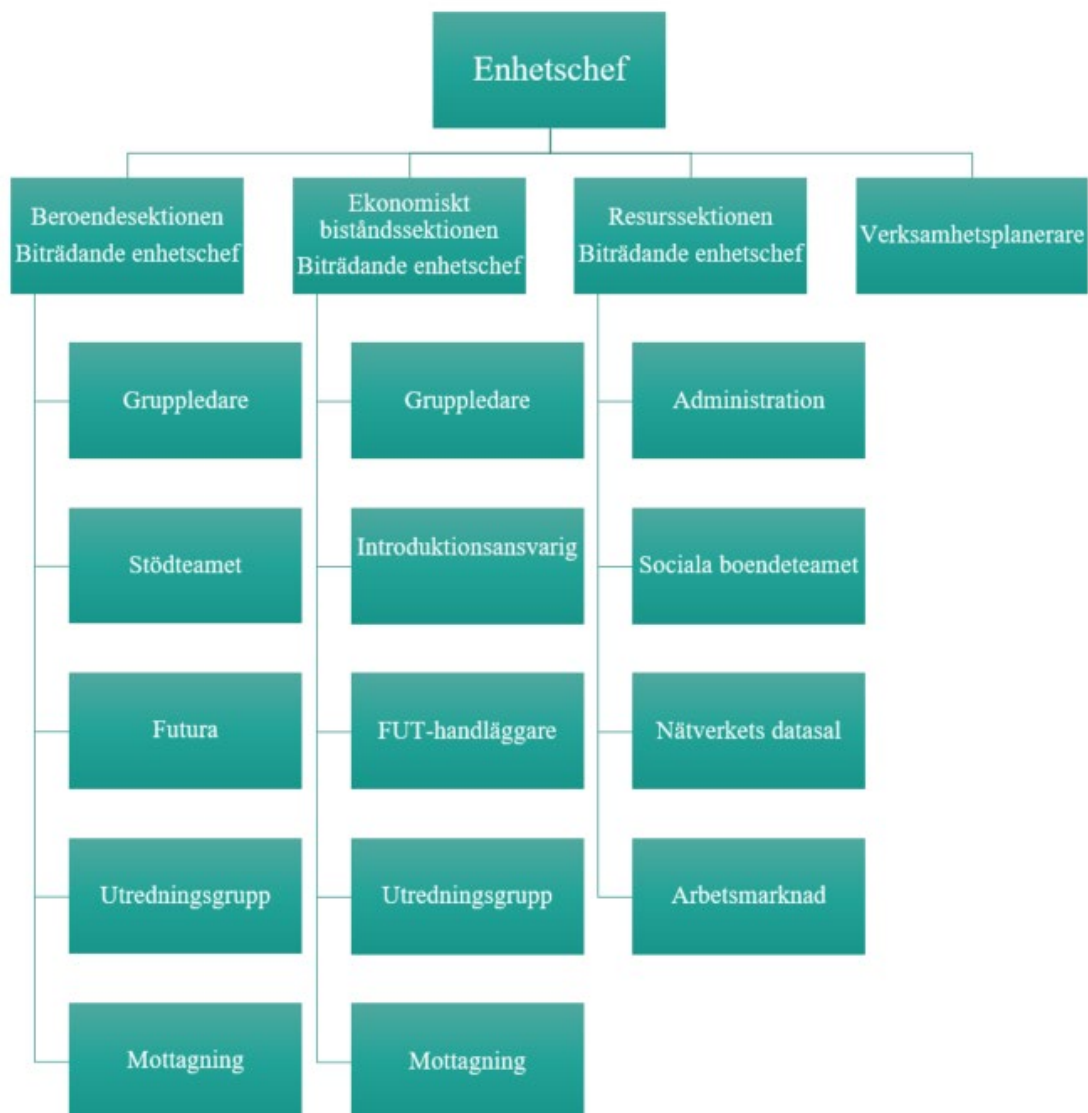 Enhetschef
Beroendesektionen
Biträdande enhetschef
Ekonomiskt
biståndssektionen
Biträdande enhetschef
Resurssektionen
Biträdande enhetschef
Verksamhetsplanerare
Gruppledare
Stödteamet
Futura
Utredningsgrupp
Mottagning
Gruppledare
Introduktionsansvarig
FUT-handläggare
Utredningsgrupp
Mottagning
Administration
Sociala boendeteamet
Nätverkets datasal
Arbetsmarknad